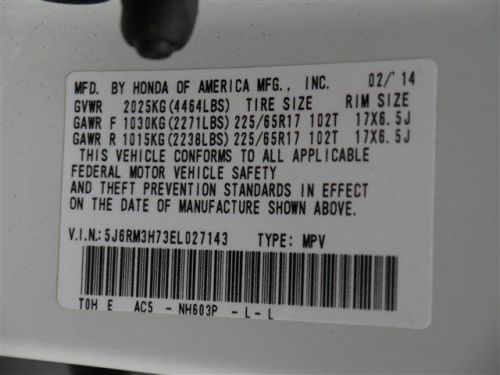 MFD. BY HONDA OF AMERICA MFG., INC. 02/'14
GVWR 2025KG(4464LBS) TIRE SIZE RIM SIZE
GAWR F 1030KG(2271LBS) 225/65R17 102T 17X6.5J
GAWR R 1015KG(2238LBS) 225/65R17 102T 17X6.5J
THIS VEHICLE CONFORMS TO ALL APPLICABLE
FEDERAL MOTOR VEHICLE SAFETY
AND THEFT PREVENTION STANDARDS IN EFFECT
ON THE DATE OF MANUFACTURE SHOWN ABOVE.
V.I.N.: 5J6RM3H73EL027143 TYPE: MPV
TOH E AC5 - NH603P - L - L